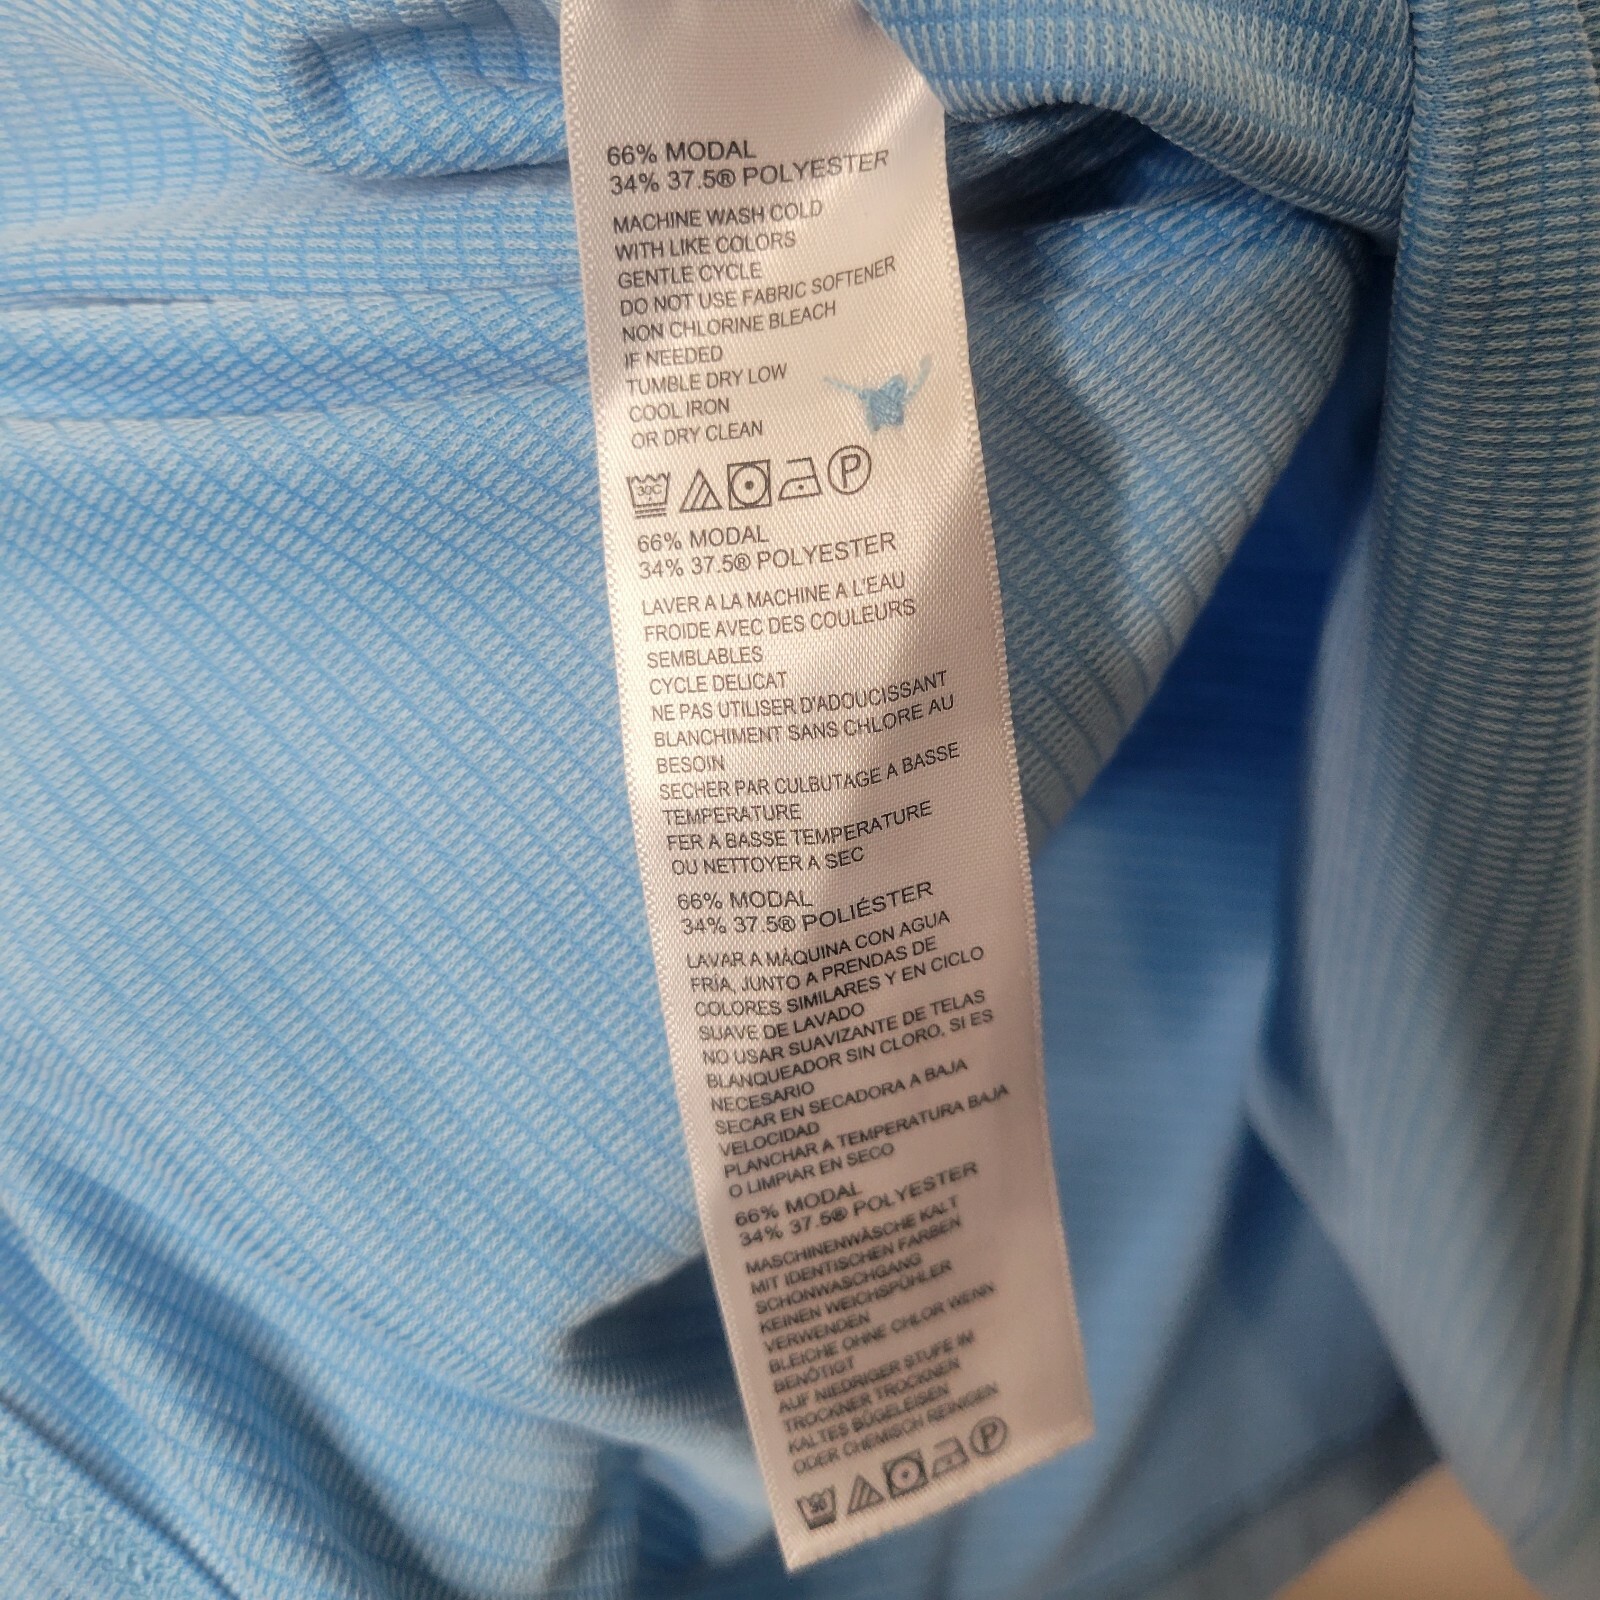 66% MODAL
34% 37.5® POLYESTER
MACHINE WASH COLD
WITH LIKE COLORS
GENTLE CYCLE
DO NOT USE FABRIC SOFTENER
NON CHLORINE BLEACH
IF NEEDED
TUMBLE DRY LOW
COOL IRON
OR DRY CLEAN
30C P
66% MODAL
34% 37.5® POLYESTER
LAVER A LA MACHINE A L'EAU
FROIDE AVEC DES COULEURS
SEMBLABLES
CYCLE DELICAT
NE PAS UTILISER D'ADOUCISSANT
BLANCHIMENT SANS CHLORE AU
BESOIN
SECHER PAR CULBUTAGE A BASSE
TEMPERATURE
FER A BASSE TEMPERATURE
OU NETTOYER A SEC
66% MODAL
34% 37.5® POLIÉSTER
LAVAR A MÁQUINA CON AGUA
FRÍA, JUNTO A PRENDAS DE
COLORES SIMILARES Y EN CICLO
SUAVE DE LAVADO
NO USAR SUAVIZANTE DE TELAS
BLANQUEADOR SIN CLORO, SI ES
NECESARIO
SECAR EN SECADORA A BAJA
VELOCIDAD
PLANCHAR A TEMPERATURA BAJA
O LIMPIAR EN SECO
66% MODAL
34% 37.5® POLYESTER
MASCHINENWÄSCHE KALT
MIT IDENTISCHEN FARBEN
SCHONWASCHGANG
KEINEN WEICHSPÜHLER
VERWENDEN
BLEICHE OHNE CHLOR WENN
BENÖTIGT
AUF NIEDRIGER STUFE IM
TROCKNER TROCKNEN
KALTES BÜGELEISEN
ODER CHEMISCH REINIGEN
30 P